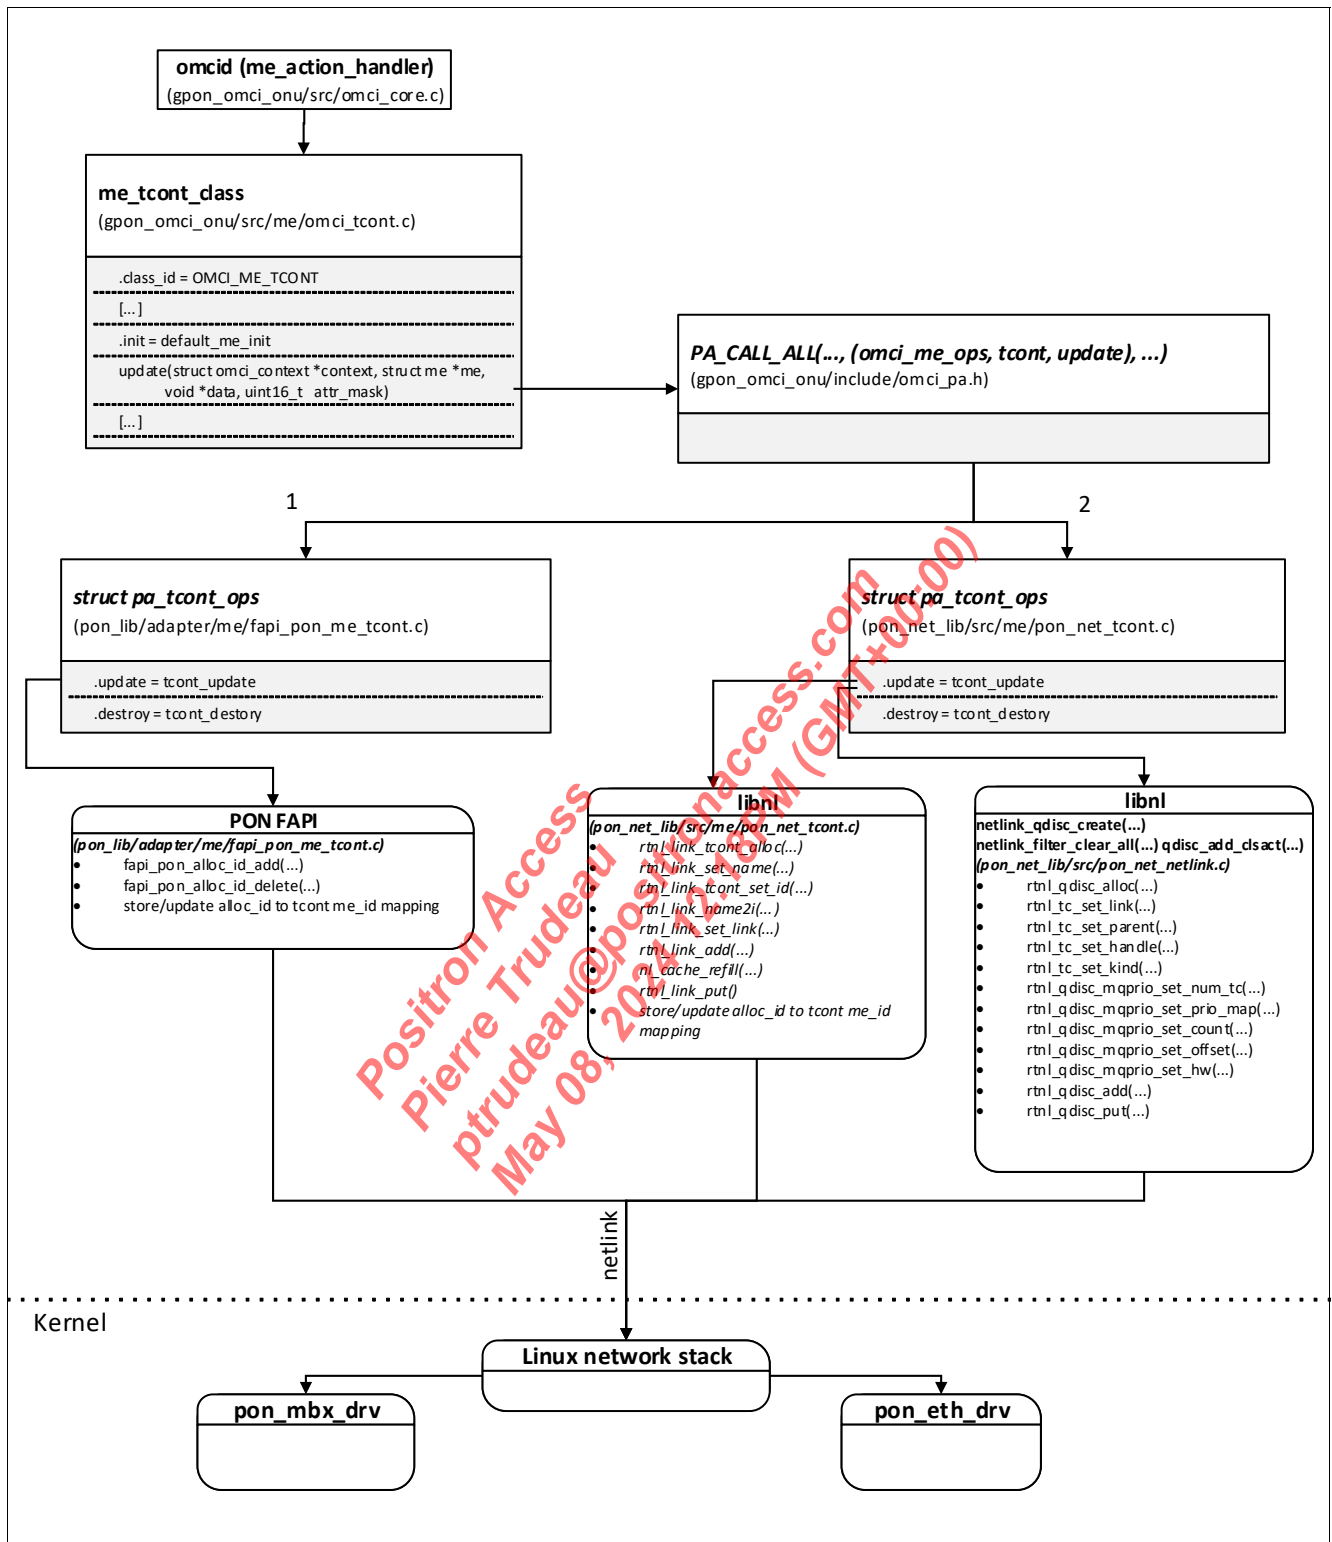 omcid (me_action_handler)
(gpon_omci_onu/src/omci_core.c)
me_tcont_class
(gpon_omci_onu/src/me/omci_tcont.c)
.class_id = OMCI_ME_TCONT
[...]
.init = default_me_init
update(struct omci_context *context, struct me *me,
void *data, uint16_t attr_mask)
[...]
PA_CALL_ALL(..., (omci_me_ops, tcont, update), ...)
(gpon_omci_onu/include/omci_pa.h)
1
2
struct pa_tcont_ops
(pon_lib/adapter/me/fapi_pon_me_tcont.c)
.update = tcont_update
.destroy = tcont_destory
struct pa_tcont_ops
(pon_net_lib/src/me/pon_net_tcont.c)
.update = tcont_update
.destroy = tcont_destory
PON FAPI
(pon_lib/adapter/me/fapi_pon_me_tcont.c)
• fapi_pon_alloc_id_add(...)
• fapi_pon_alloc_id_delete(...)
• store/update alloc_id to tcont me_id mapping
libnl
(pon_net_lib/src/me/pon_net_tcont.c)
• rtnl_link_tcont_alloc(...)
• rtnl_link_set_name(...)
• rtnl_link_tcont_set_id(...)
• rtnl_link_name2i(...)
• rtnl_link_set_link(...)
• rtnl_link_add(...)
• nl_cache_refill(...)
• rtnl_link_put()
• store/update alloc_id to tcont me_id
mapping
libnl
netlink_qdisc_create(...)
netlink_filter_clear_all(...) qdisc_add_clsact(...)
(pon_net_lib/src/pon_net_netlink.c)
• rtnl_qdisc_alloc(...)
• rtnl_tc_set_link(...)
• rtnl_tc_set_parent(...)
• rtnl_tc_set_handle(...)
• rtnl_tc_set_kind(...)
• rtnl_qdisc_mqprio_set_num_tc(...)
• rtnl_qdisc_mqprio_set_prio_map(...)
• rtnl_qdisc_mqprio_set_count(...)
• rtnl_qdisc_mqprio_set_offset(...)
• rtnl_qdisc_mqprio_set_hw(...)
• rtnl_qdisc_add(...)
• rtnl_qdisc_put(...)
Positron Access
Pierre Trudeau
ptrudeau@positronaccess.com
May 08, 2024 12:18PM (GMT+00:00)
netlink
Kernel
Linux network stack
pon_mbx_drv
pon_eth_drv